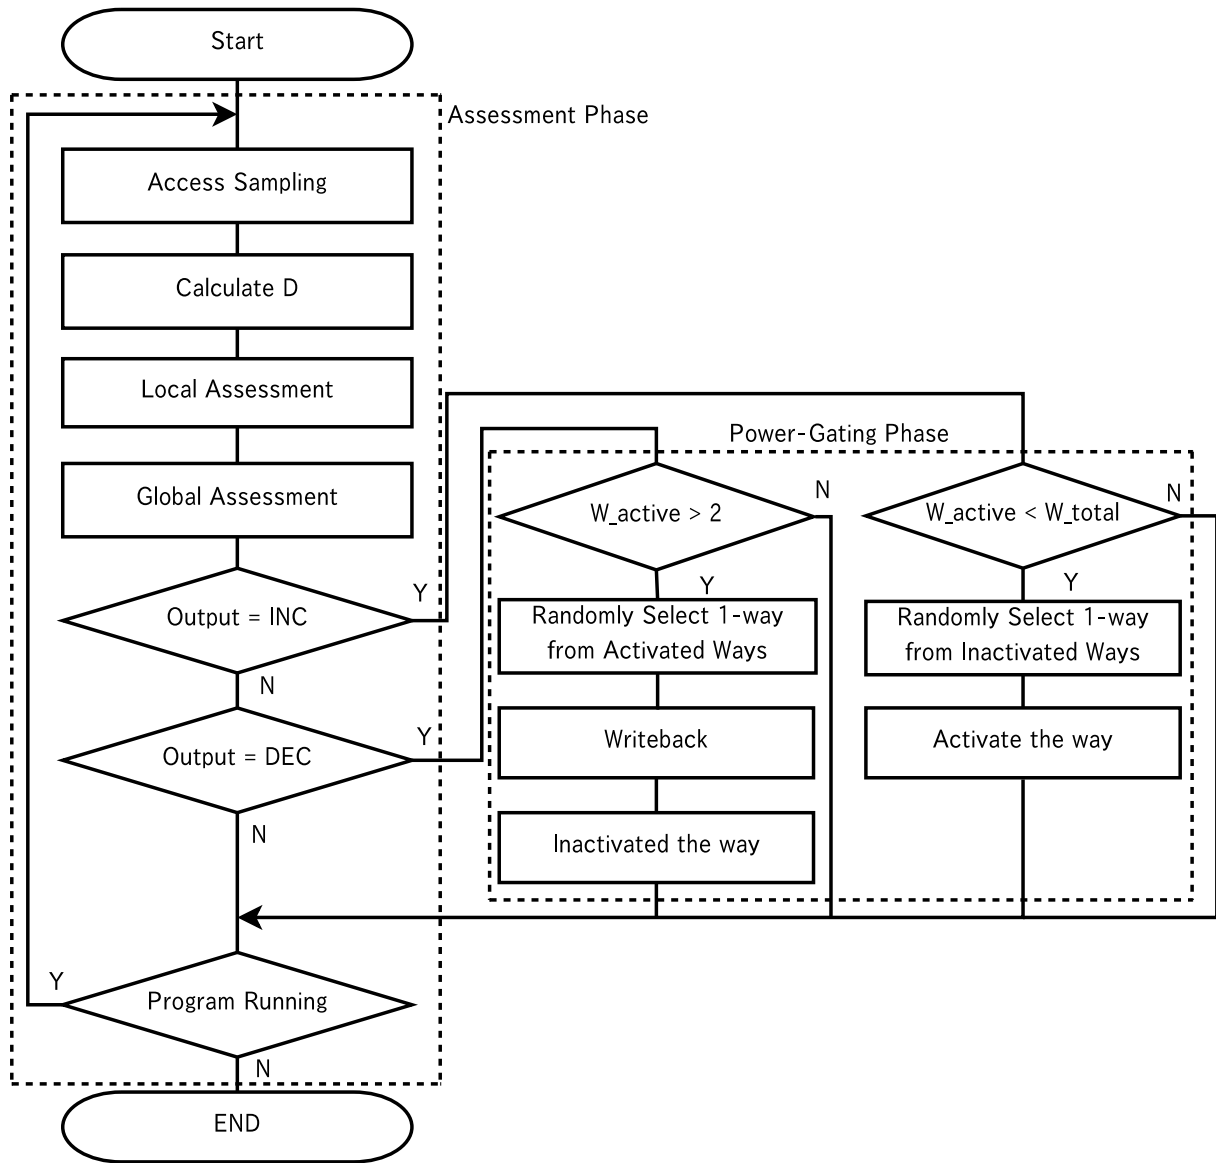 Start
Assessment Phase
Access Sampling
Calculate D
Local Assessment
Global Assessment
Output = INC
Y
N
Output = DEC
Y
N
Power-Gating Phase
W_active > 2
N
Y
Randomly Select 1-way
from Activated Ways
Writeback
Inactivated the way
W_active < W_total
N
Y
Randomly Select 1-way
from Inactivated Ways
Activate the way
Y
Program Running
N
END